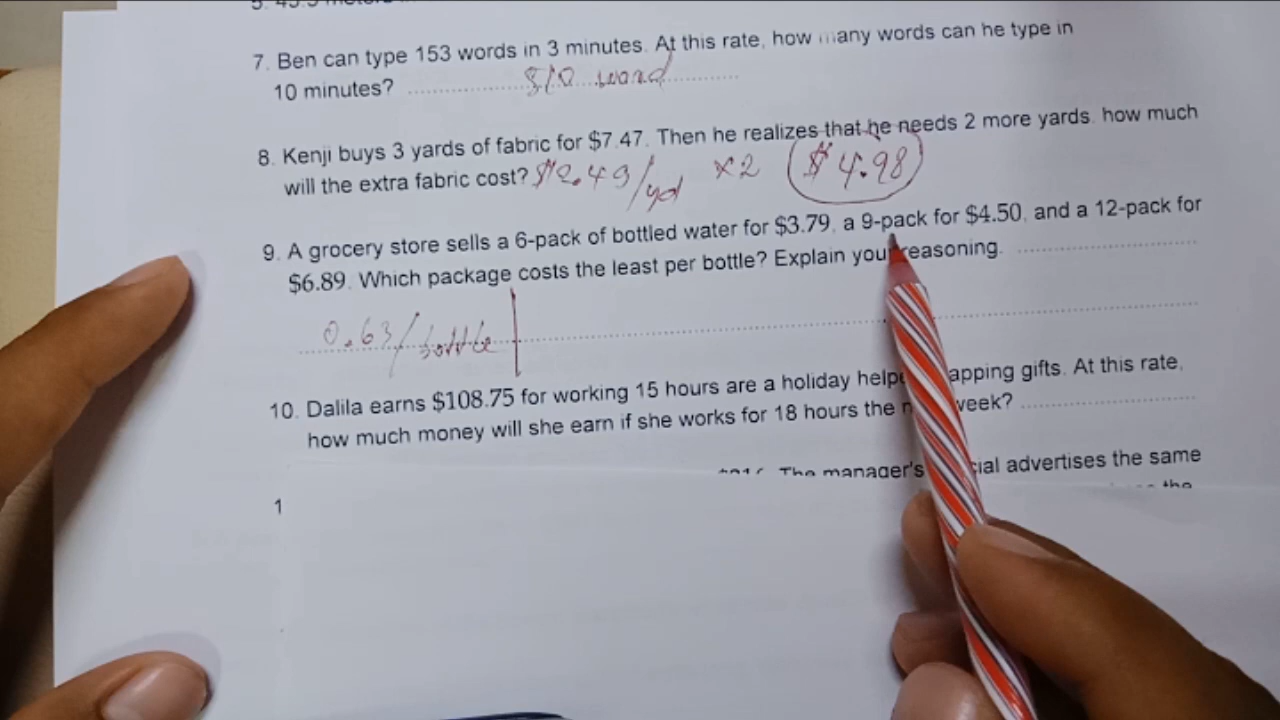 7. Ben can type 153 words in 3 minutes. At this rate, how many words can he type in
10 minutes? 510 word
8. Kenji buys 3 yards of fabric for $7.47. Then he realizes that he needs 2 more yards. how much
will the extra fabric cost? $2.49/yd ×2 $4.98
9. A grocery store sells a 6-pack of bottled water for $3.79, a 9-pack for $4.50, and a 12-pack for
$6.89. Which package costs the least per bottle? Explain you reasoning.
0.63/bottle
10. Dalila earns $108.75 for working 15 hours are a holiday helpe apping gifts. At this rate,
how much money will she earn if she works for 18 hours the n week?
The manager's cial advertises the same
the
1